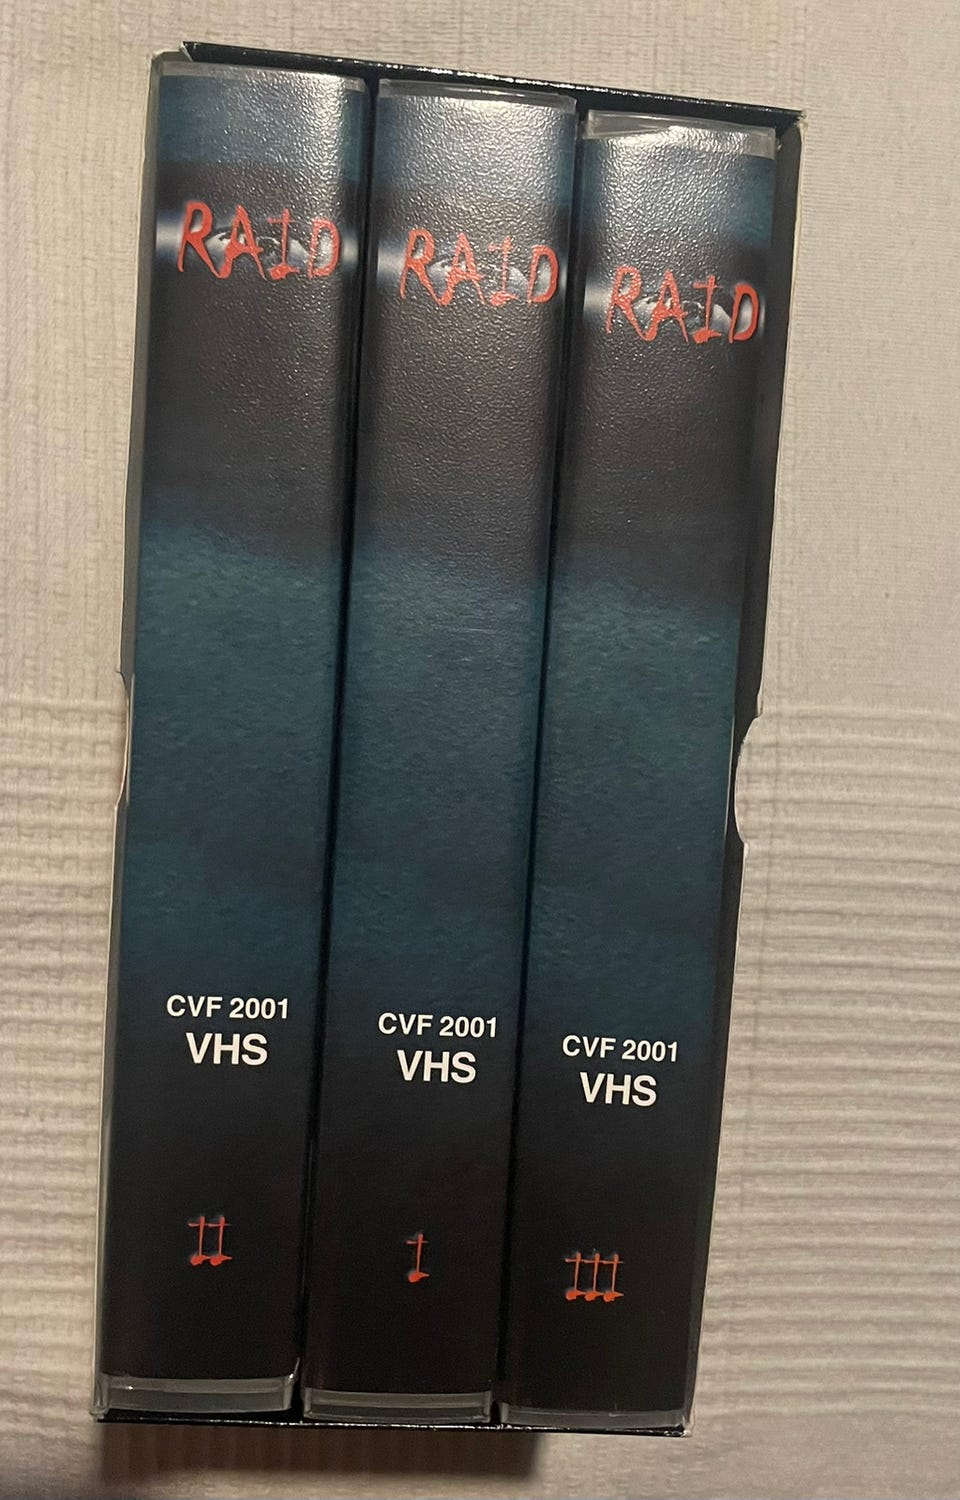 RAID
CVF 2001
VHS
II
RAID
CVF 2001
VHS
I
RAID
CVF 2001
VHS
III